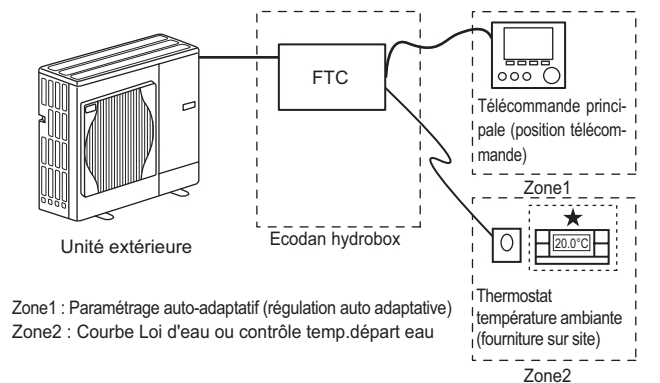 FTC
Télécommande princi-
pale (position télécom-
mande)
Zone1
Unité extérieure
Ecodan hydrobox
20.0°C
Zone1 : Paramétrage auto-adaptatif (régulation auto adaptative)
Zone2 : Courbe Loi d'eau ou contrôle temp.départ eau
Thermostat
température ambiante
(fourniture sur site)
Zone2